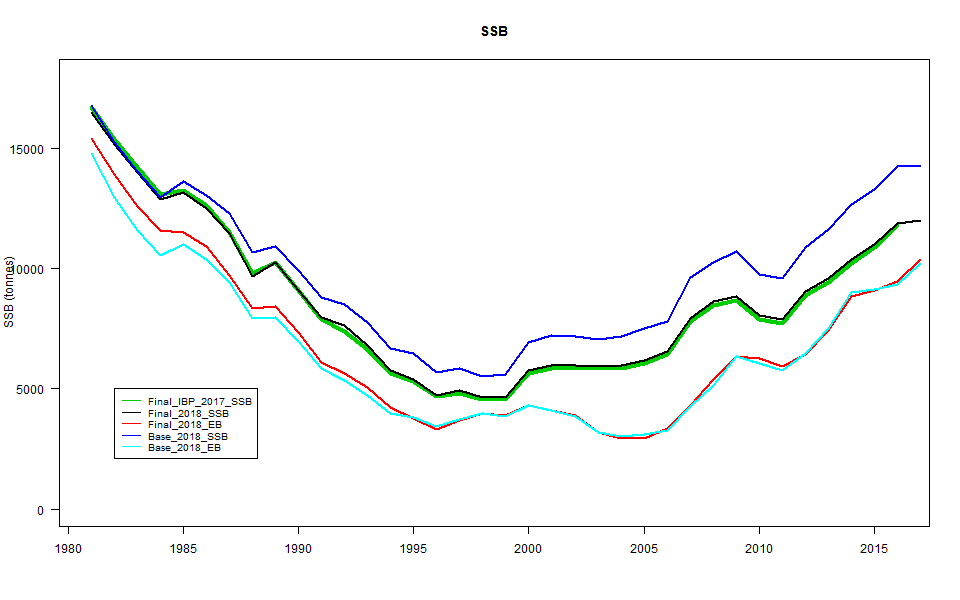 SSB
SSB (tonnes)
15000
10000
5000
0
Final_IBP_2017_SSB
Final_2018_SSB
Final_2018_EB
Base_2018_SSB
Base_2018_EB
1980 1985 1990 1995 2000 2005 2010 2015